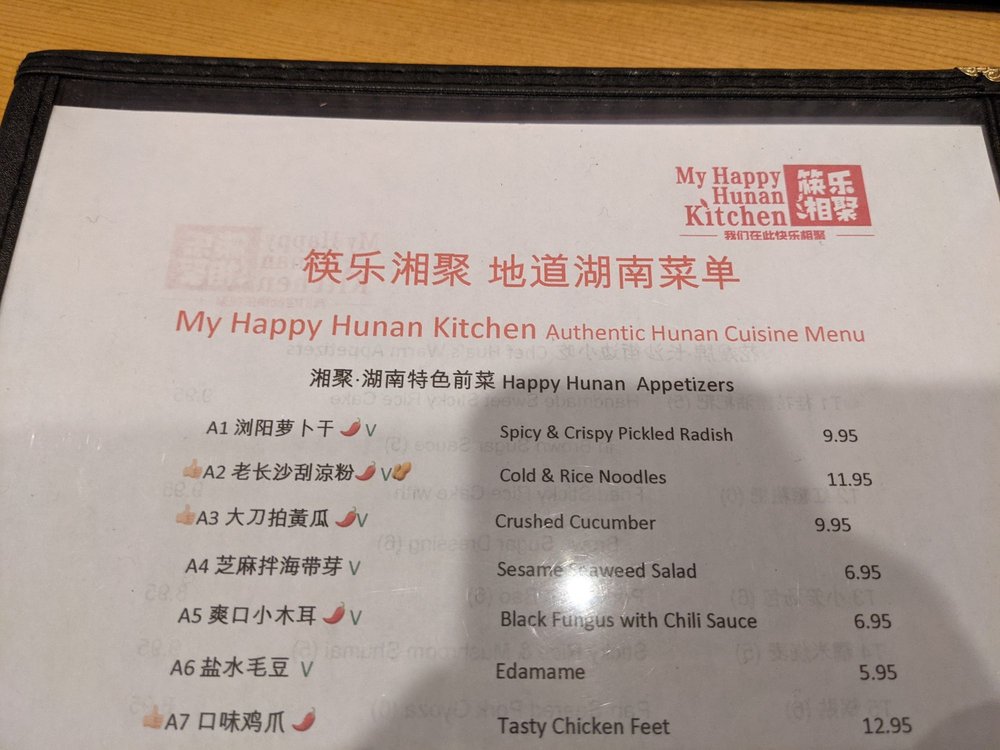 My Happy
Hunan
Kitchen
筷乐
湘聚
我们在此快乐相聚
筷乐湘聚 地道湖南菜单
My Happy Hunan Kitchen Authentic Hunan Cuisine Menu
湘聚·湖南特色前菜 Happy Hunan Appetizers
A1 浏阳萝卜干 V Spicy & Crispy Pickled Radish 9.95
A2 老长沙刮涼粉 V Cold & Rice Noodles 11.95
A3 大刀拍黃瓜 V Crushed Cucumber 9.95
A4 芝麻拌海带芽 V Sesame Seaweed Salad 6.95
A5 爽口小木耳 V Black Fungus with Chili Sauce 6.95
A6 盐水毛豆 V Edamame 5.95
A7 口味鸡爪 Tasty Chicken Feet 12.95